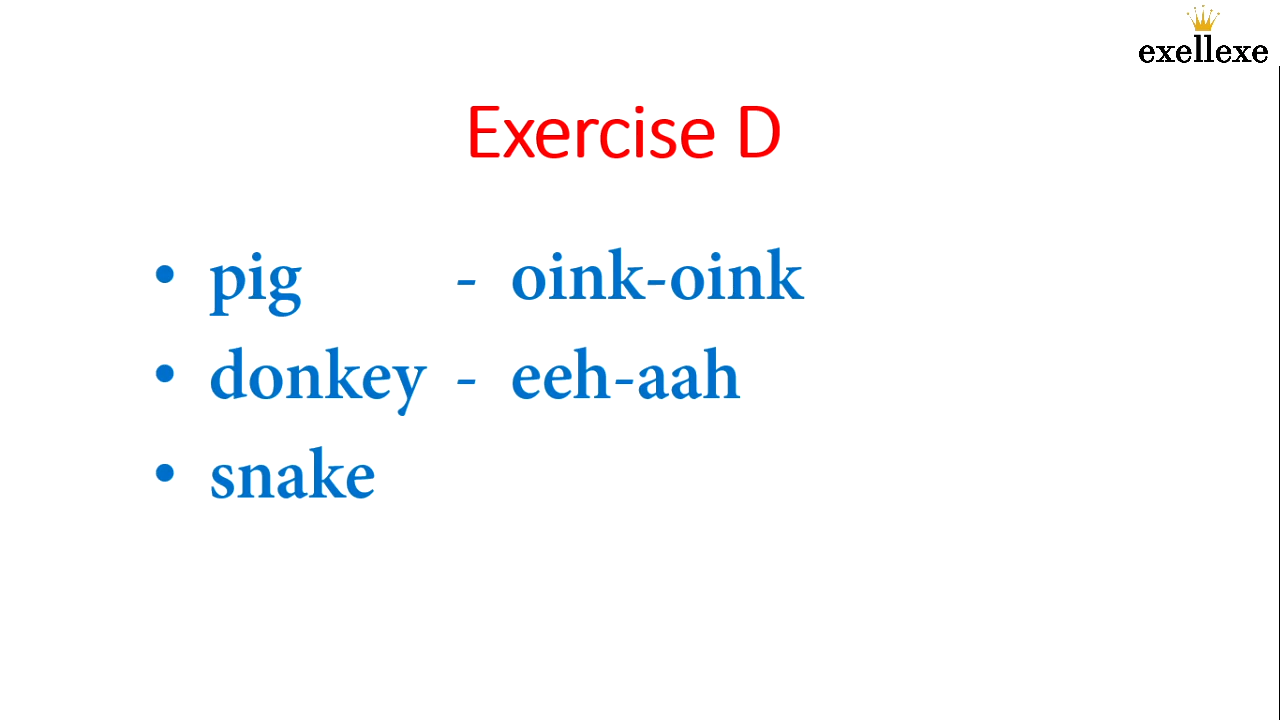 exellexe
Exercise D
• pig - oink-oink
• donkey - eeh-aah
• snake